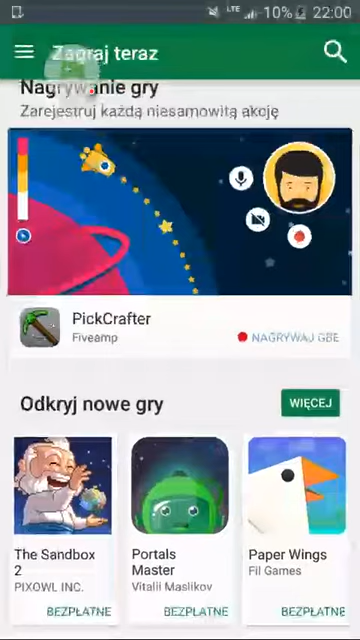 LTE 10% 22:00
Zagraj teraz
Nagrywanie gry
Zarejestruj każdą niesamowitą akcję
PickCrafter
Fiveamp
NAGRYWAJ GRĘ
Odkryj nowe gry
WIĘCEJ
The Sandbox 2
PIXOWL INC.
BEZPŁATNE
Portals Master
Vitalii Maslikov
BEZPŁATNE
Paper Wings
Fil Games
BEZPŁATNE